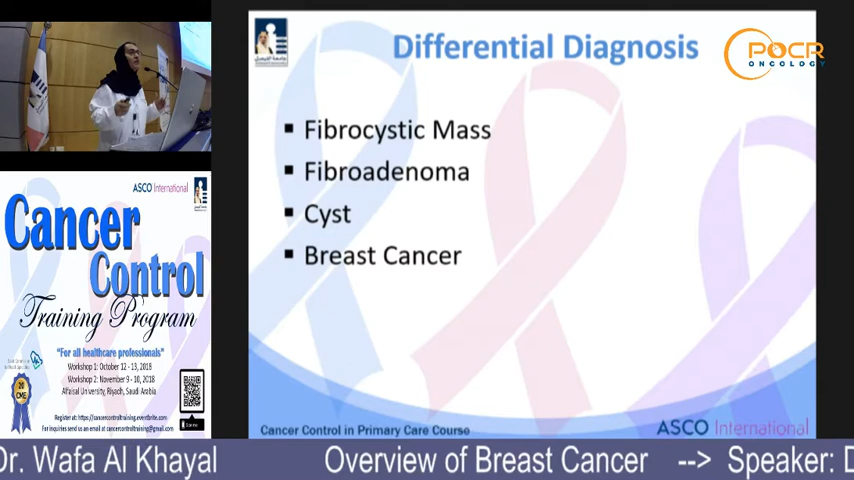 Differential Diagnosis
POCR
ONCOLOGY
▪ Fibrocystic Mass
▪ Fibroadenoma
▪ Cyst
▪ Breast Cancer
Cancer Control in Primary Care Course
ASCO International
ASCO International
Cancer
Control
Training Program
"For all healthcare professionals"
Workshop 1: October 12 - 13, 2018
Workshop 2: November 9 - 10, 2018
Alfaisal University, Riyadh, Saudi Arabia
20
CME
Register at: https://cancercontroltraining.eventbrite.com
For inquiries send us an email at cancercontroltraining@gmail.com
Dr. Wafa Al Khayal Overview of Breast Cancer --> Speaker: D